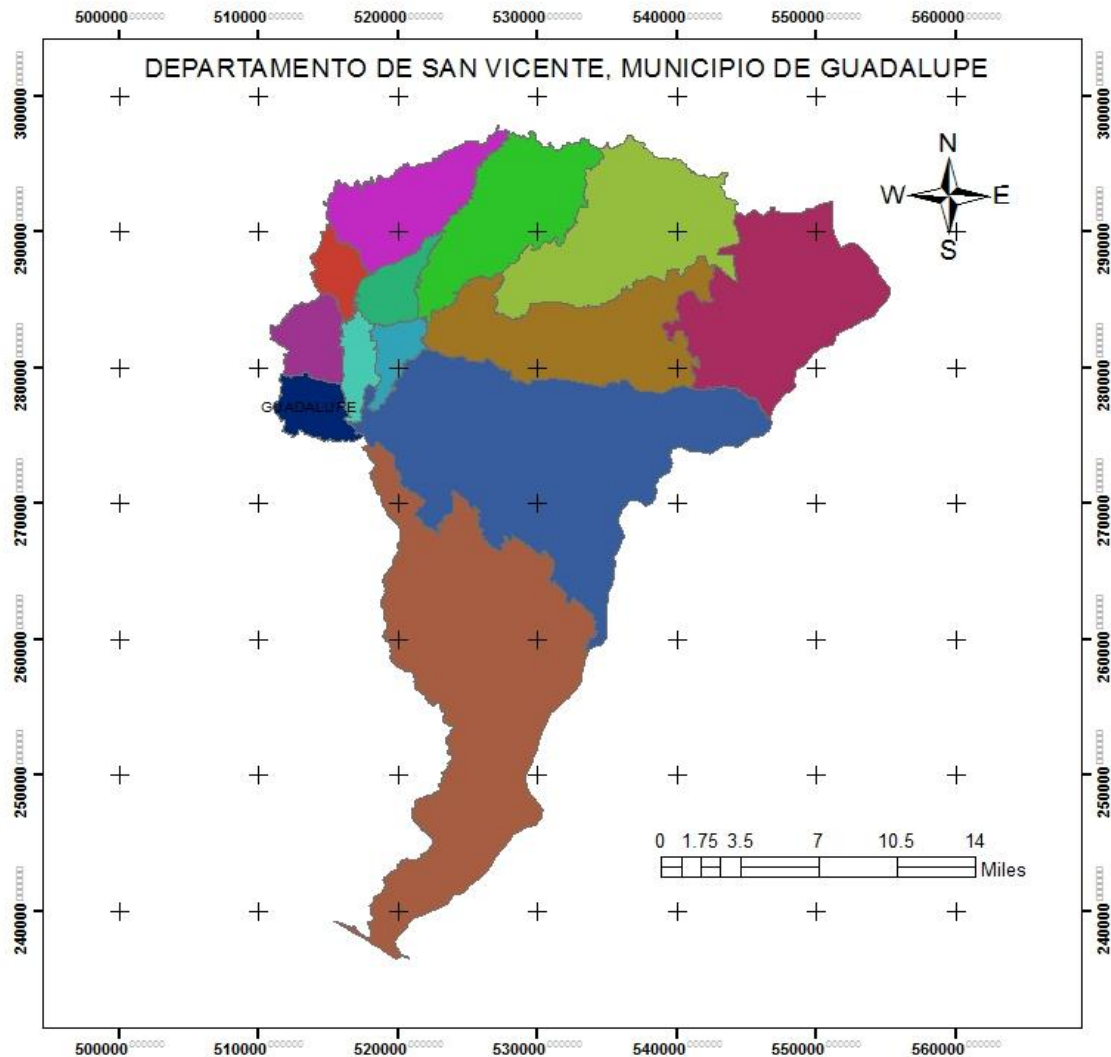 500000 510000 520000 530000 540000 550000 560000
DEPARTAMENTO DE SAN VICENTE, MUNICIPIO DE GUADALUPE
300000 300000
N
W E
S
290000 290000
280000 280000
GUADALUPE
270000 270000
260000 260000
250000 250000
0 1.75 3.5 7 10.5 14
Miles
240000 240000
500000 510000 520000 530000 540000 550000 560000